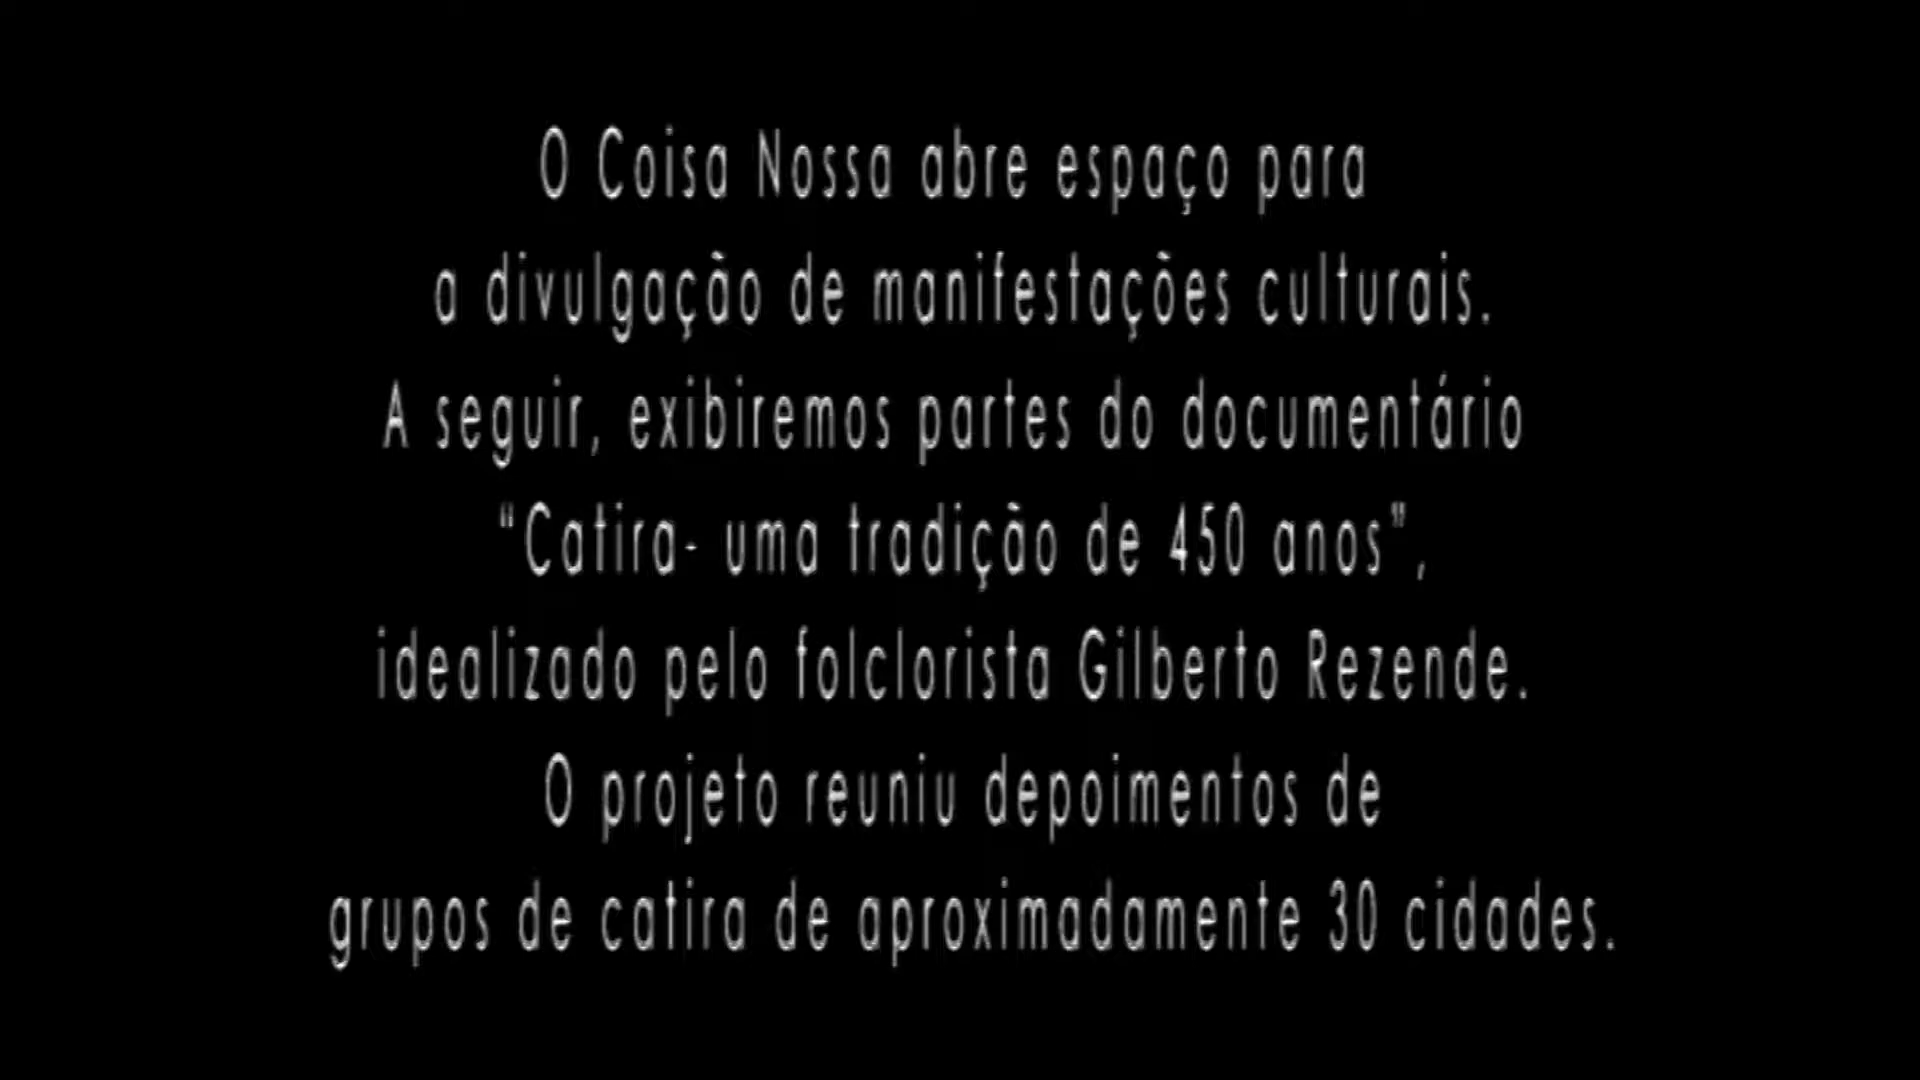 O Coisa Nossa abre espaço para
a divulgação de manifestações culturais.
A seguir, exibiremos partes do documentário
"Catira- uma tradição de 450 anos",
idealizado pelo folclorista Gilberto Rezende.
O projeto reuniu depoimentos de
grupos de catira de aproximadamente 30 cidades.